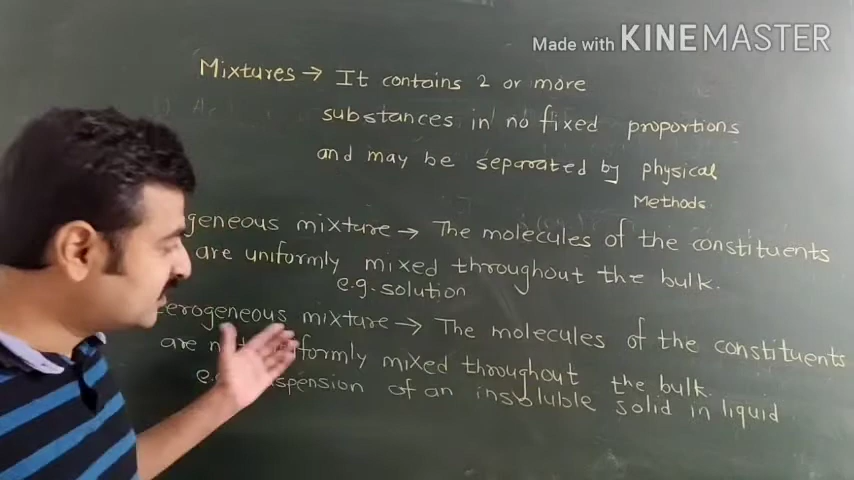 Made with KINEMASTER
Mixtures → It contains 2 or more
substances in no fixed proportions
and may be separated by physical
Methods.
geneous mixture → The molecules of the constituents
are uniformly mixed throughout the bulk.
e.g. solution
erogeneous mixture → The molecules of the constituents
are formly mixed throughout the bulk.
spension of an insoluble solid in liquid